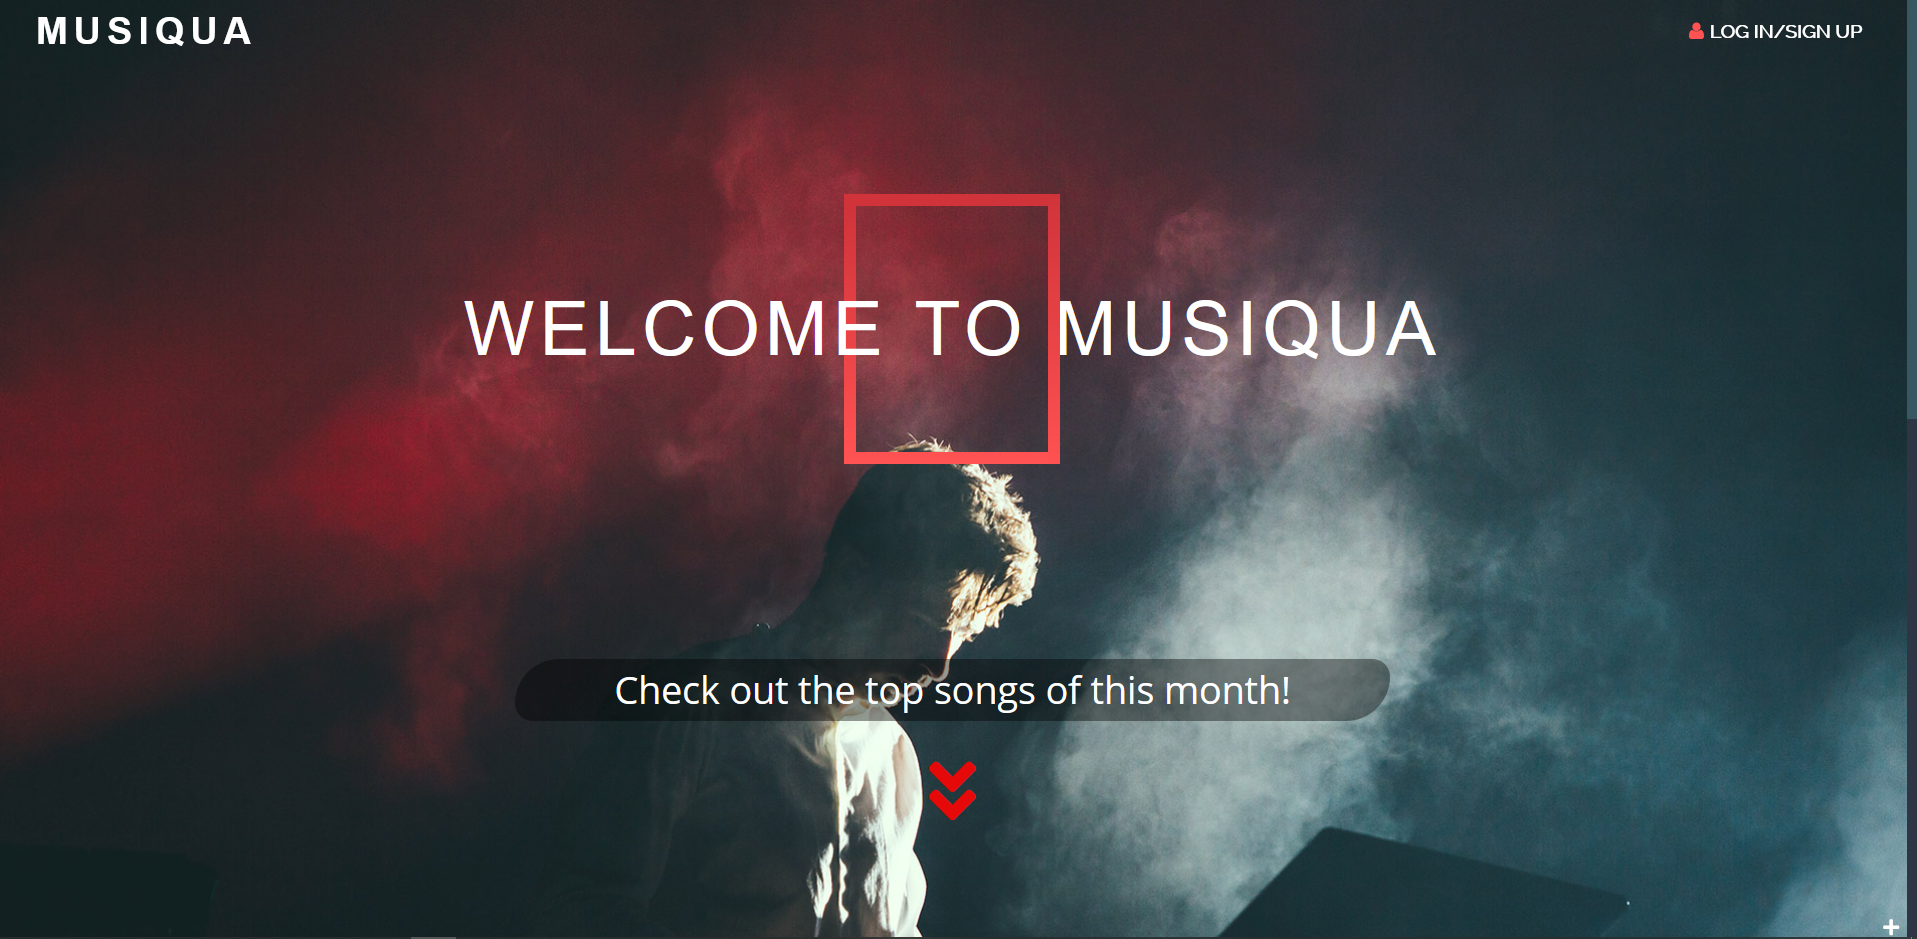 MUSIQUA
LOG IN/SIGN UP
WELCOME TO MUSIQUA
Check out the top songs of this month!